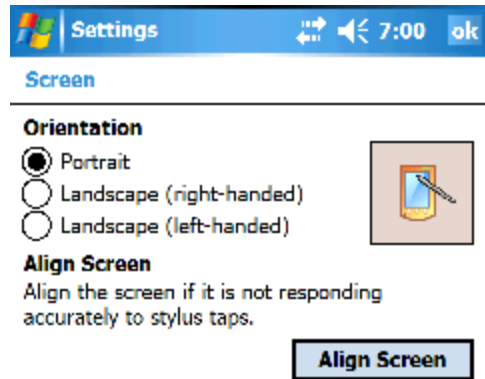 Settings 7:00 ok
Screen
Orientation
Portrait
Landscape (right-handed)
Landscape (left-handed)
Align Screen
Align the screen if it is not responding
accurately to stylus taps.
Align Screen